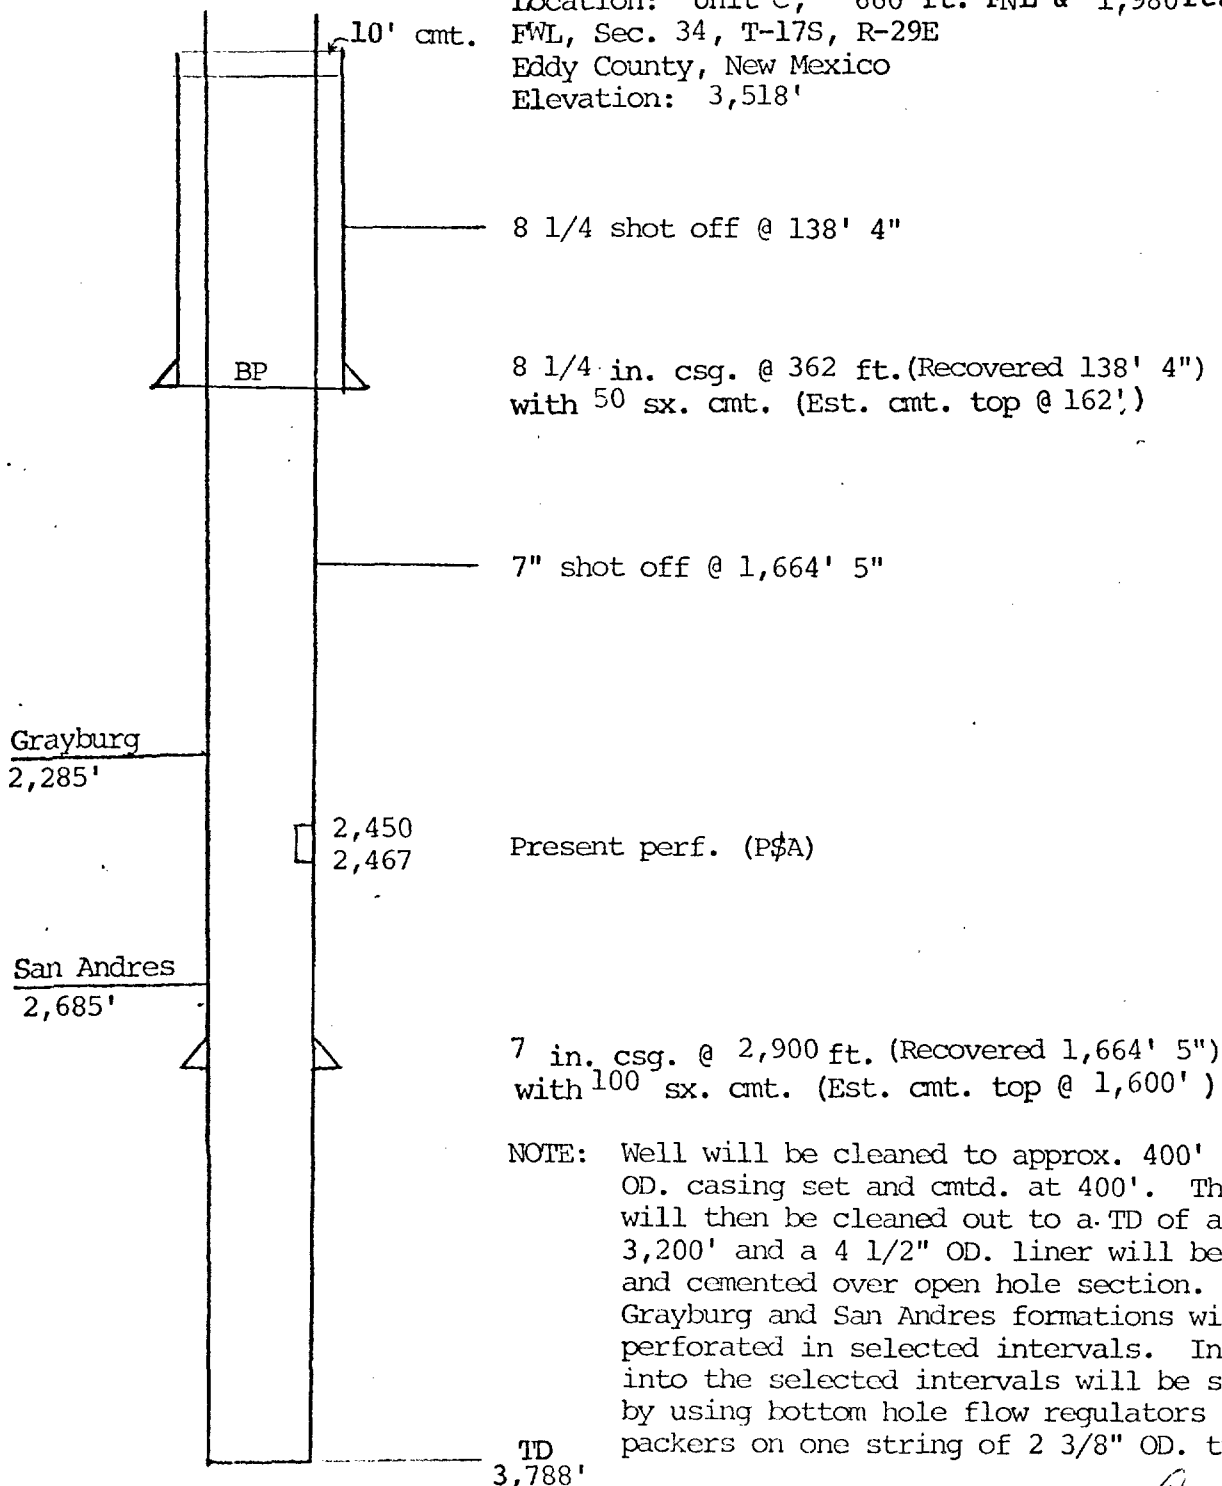 Location: Unit C, 660 ft. FNL & 1,980 ft.
10' cmt.
FWL, Sec. 34, T-17S, R-29E
Eddy County, New Mexico
Elevation: 3,518'
8 1/4 shot off @ 138' 4"
BP
8 1/4 in. csg. @ 362 ft. (Recovered 138' 4")
with 50 sx. cmt. (Est. cmt. top @ 162')
7" shot off @ 1,664' 5"
Grayburg
2,285'
2,450
2,467
Present perf. (P$A)
San Andres
2,685'
7 in. csg. @ 2,900 ft. (Recovered 1,664' 5")
with 100 sx. cmt. (Est. cmt. top @ 1,600' )
NOTE: Well will be cleaned to approx. 400'
OD. casing set and cmtd. at 400'. Th
will then be cleaned out to a TD of a
3,200' and a 4 1/2" OD. liner will be
and cemented over open hole section.
Grayburg and San Andres formations wi
perforated in selected intervals. In
into the selected intervals will be s
by using bottom hole flow regulators
packers on one string of 2 3/8" OD. t
TD
3,788'